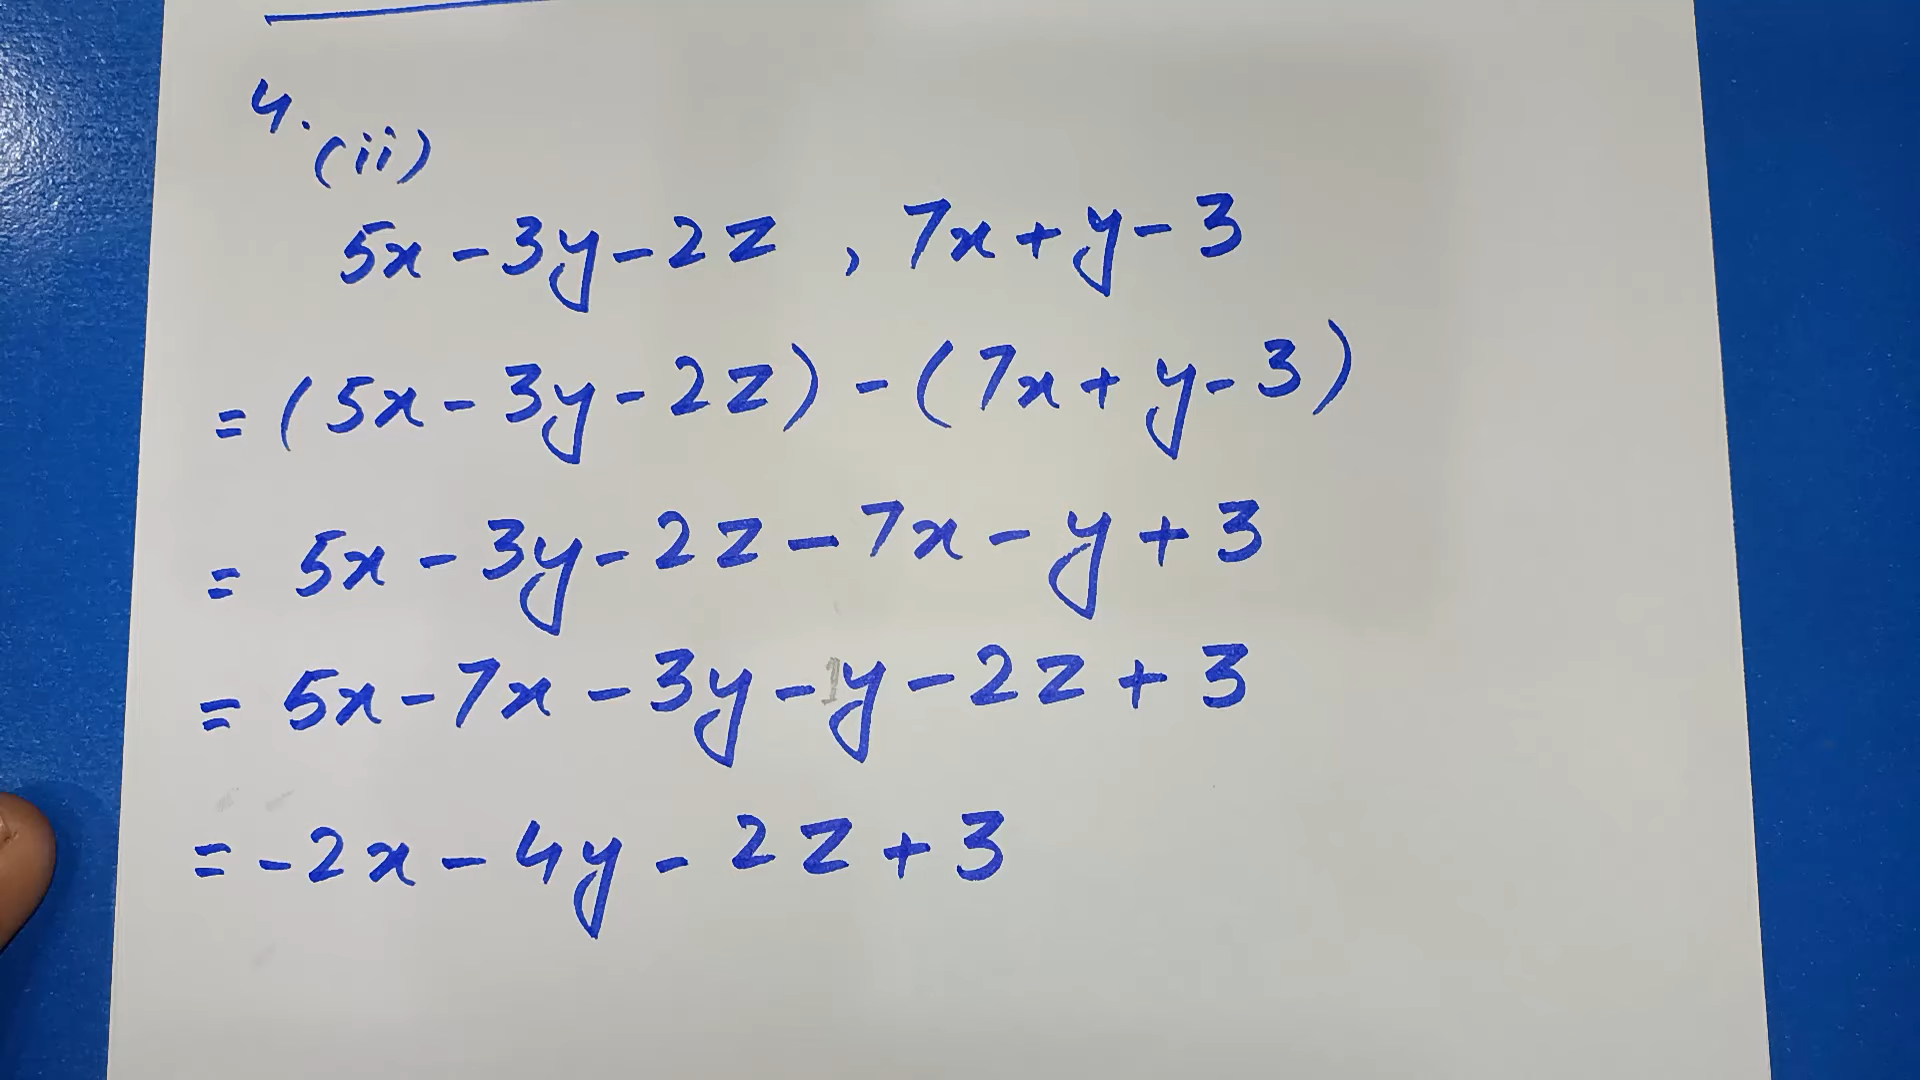 4.
(ii)
5x - 3y - 2z , 7x + y - 3
= (5x - 3y - 2z) - (7x + y - 3)
= 5x - 3y - 2z - 7x - y + 3
= 5x - 7x - 3y - 1y - 2z + 3
= -2x - 4y - 2z + 3